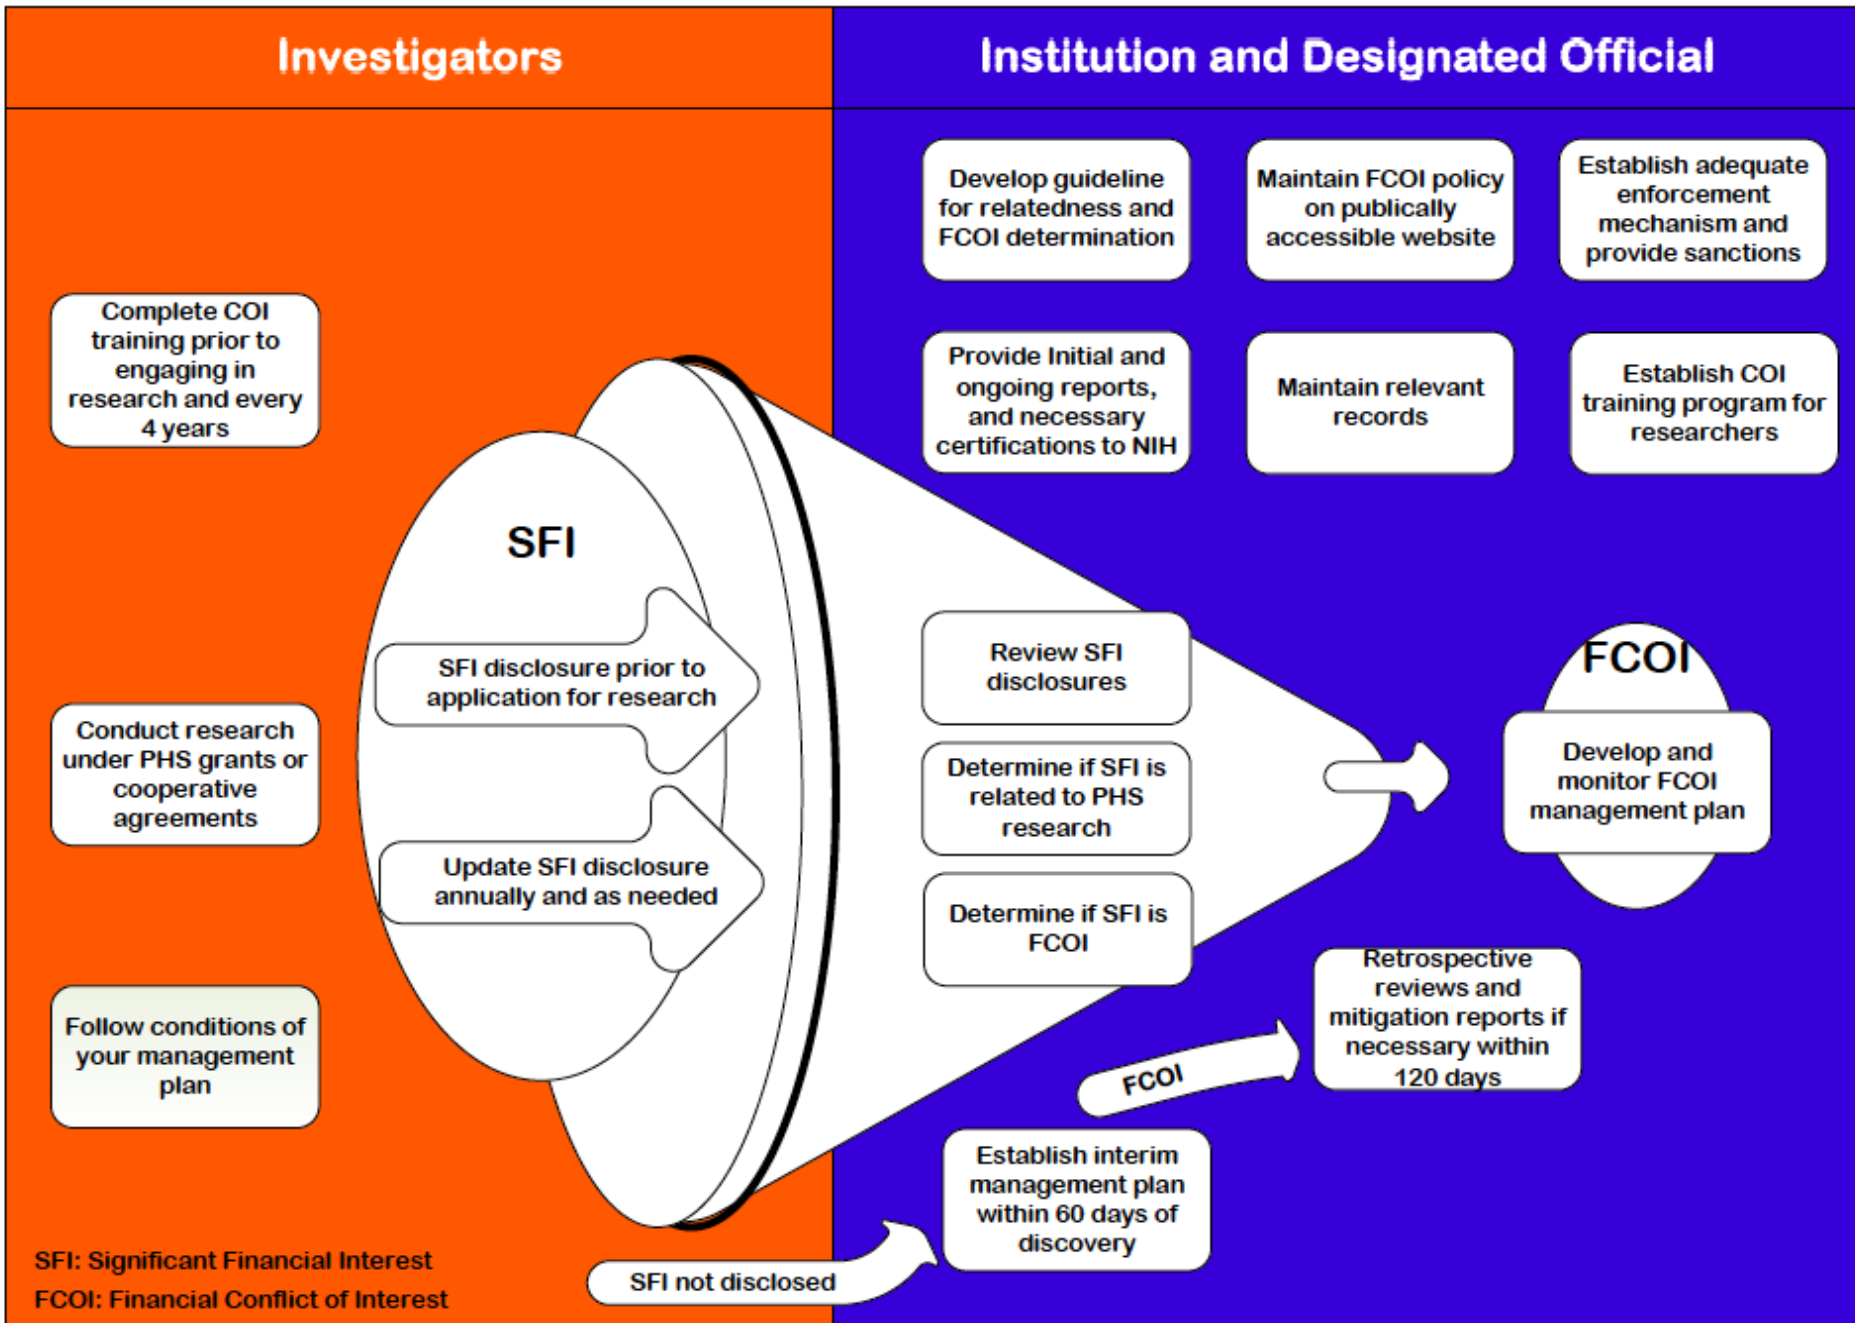 Investigators
Institution and Designated Official
Complete COI
training prior to
engaging in
research and every
4 years
Conduct research
under PHS grants or
cooperative
agreements
Follow conditions of
your management
plan
SFI
SFI disclosure prior to
application for research
Update SFI disclosure
annually and as needed
SFI: Significant Financial Interest
FCOI: Financial Conflict of Interest
Develop guideline
for relatedness and
FCOI determination
Maintain FCOI policy
on publically
accessible website
Establish adequate
enforcement
mechanism and
provide sanctions
Provide Initial and
ongoing reports,
and necessary
certifications to NIH
Maintain relevant
records
Establish COI
training program for
researchers
Review SFI
disclosures
Determine if SFI is
related to PHS
research
Determine if SFI is
FCOI
FCOI
Develop and
monitor FCOI
management plan
SFI not disclosed
Establish interim
management plan
within 60 days of
discovery
FCOI
Retrospective
reviews and
mitigation reports if
necessary within
120 days